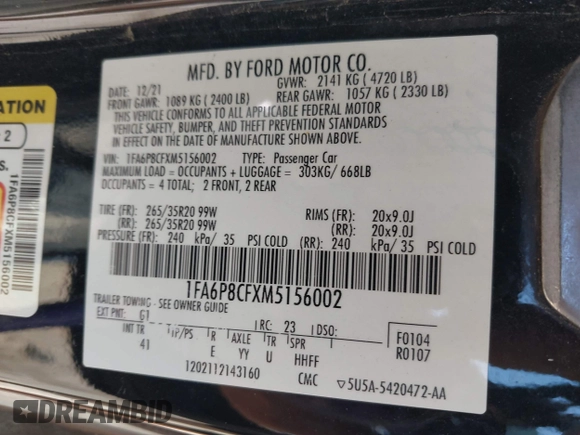 MFD. BY FORD MOTOR CO.
DATE: 12/21 GVWR: 2141 KG ( 4720 LB)
FRONT GAWR: 1089 KG ( 2400 LB) REAR GAWR: 1057 KG ( 2330 LB)
THIS VEHICLE CONFORMS TO ALL APPLICABLE FEDERAL MOTOR
VEHICLE SAFETY, BUMPER, AND THEFT PREVENTION STANDARDS
IN EFFECT ON THE DATE OF MANUFACTURE SHOWN ABOVE.
VIN: 1FA6P8CFXM5156002 TYPE: Passenger Car
MAXIMUM LOAD = OCCUPANTS + LUGGAGE = 303KG/ 668LB
OCCUPANTS = 4 TOTAL; 2 FRONT, 2 REAR
TIRE (FR): 265/35R20 99W RIMS (FR): 20x9.0J
(RR): 265/35R20 99W (RR): 20x9.0J
PRESSURE (FR): 240 kPa/ 35 PSI COLD (RR): 240 kPa/ 35 PSI COLD
1FA6P8CFXM5156002
TRAILER TOWING - SEE OWNER GUIDE
EXT PNT: G1 RC: 23 DSO: F0104
INT TR TP/PS R AXLE TR SPR R0107
41 E YY U HHFF
1202112143160 CMC ▽5U5A-5420472-AA
ATION
2
s.
1FA6P8CFXM5156002
DREAMBID